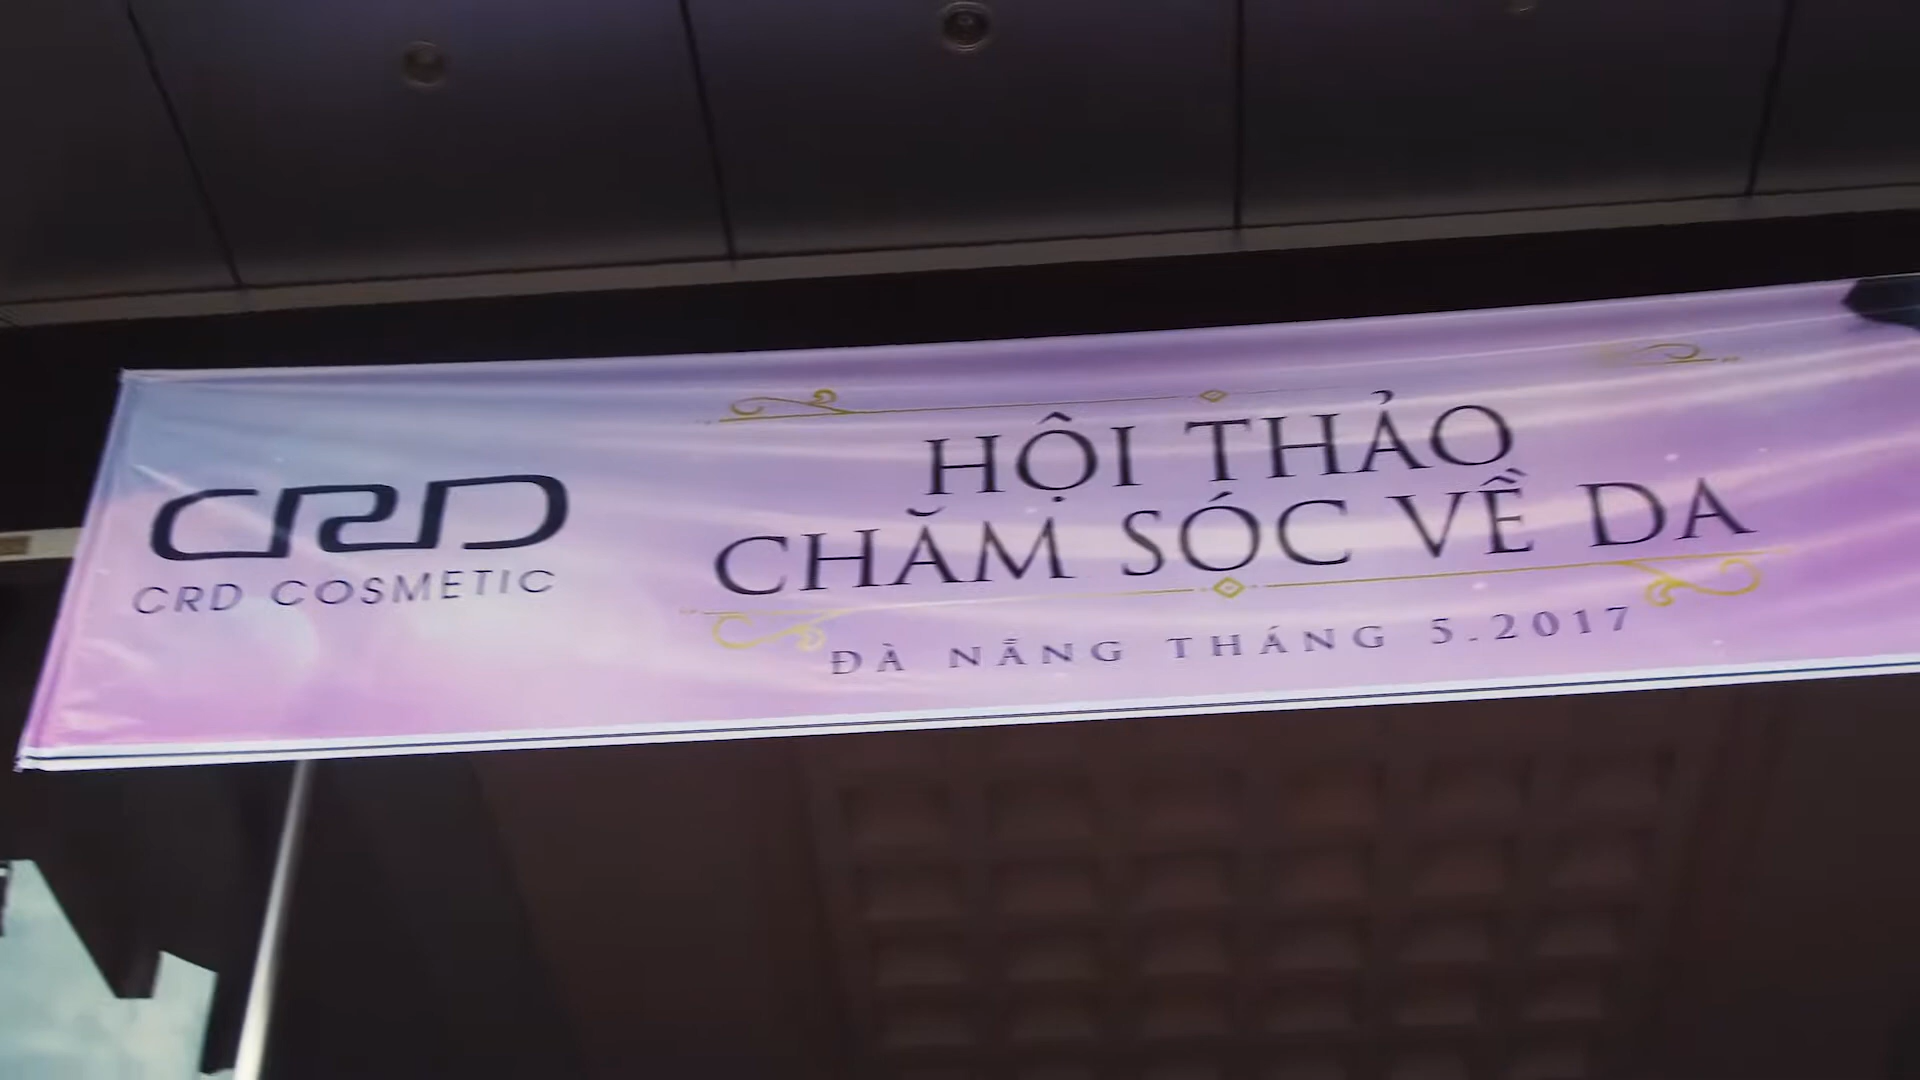 CRD
CRD COSMETIC
HỘI THẢO
CHĂM SÓC VỀ DA
ĐÀ NẴNG THÁNG 5.2017